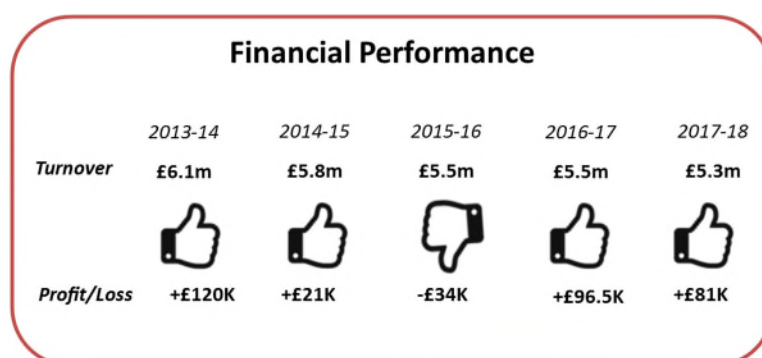 Financial Performance
2013-14 2014-15 2015-16 2016-17 2017-18
Turnover £6.1m £5.8m £5.5m £5.5m £5.3m
Profit/Loss +£120K +£21K -£34K +£96.5K +£81K